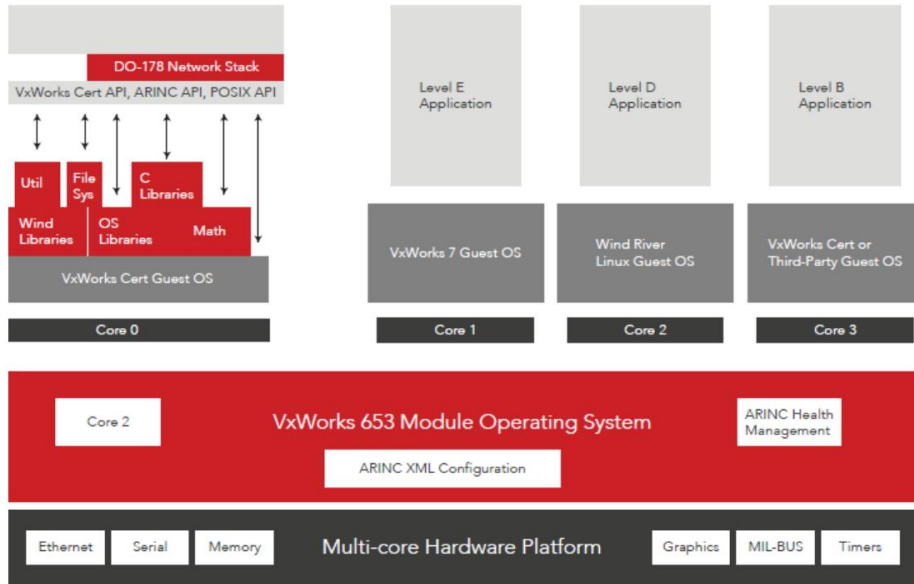 DO-178 Network Stack
VxWorks Cert API, ARINC API, POSIX API
Util
File
Sys
C
Libraries
Wind
Libraries
OS
Libraries
Math
VxWorks Cert Guest OS
Core 0
Level E
Application
VxWorks 7 Guest OS
Core 1
Level D
Application
Wind River
Linux Guest OS
Core 2
Level B
Application
VxWorks Cert or
Third-Party Guest OS
Core 3
Core 2
VxWorks 653 Module Operating System
ARINC Health
Management
ARINC XML Configuration
Ethernet
Serial
Memory
Multi-core Hardware Platform
Graphics
MIL-BUS
Timers